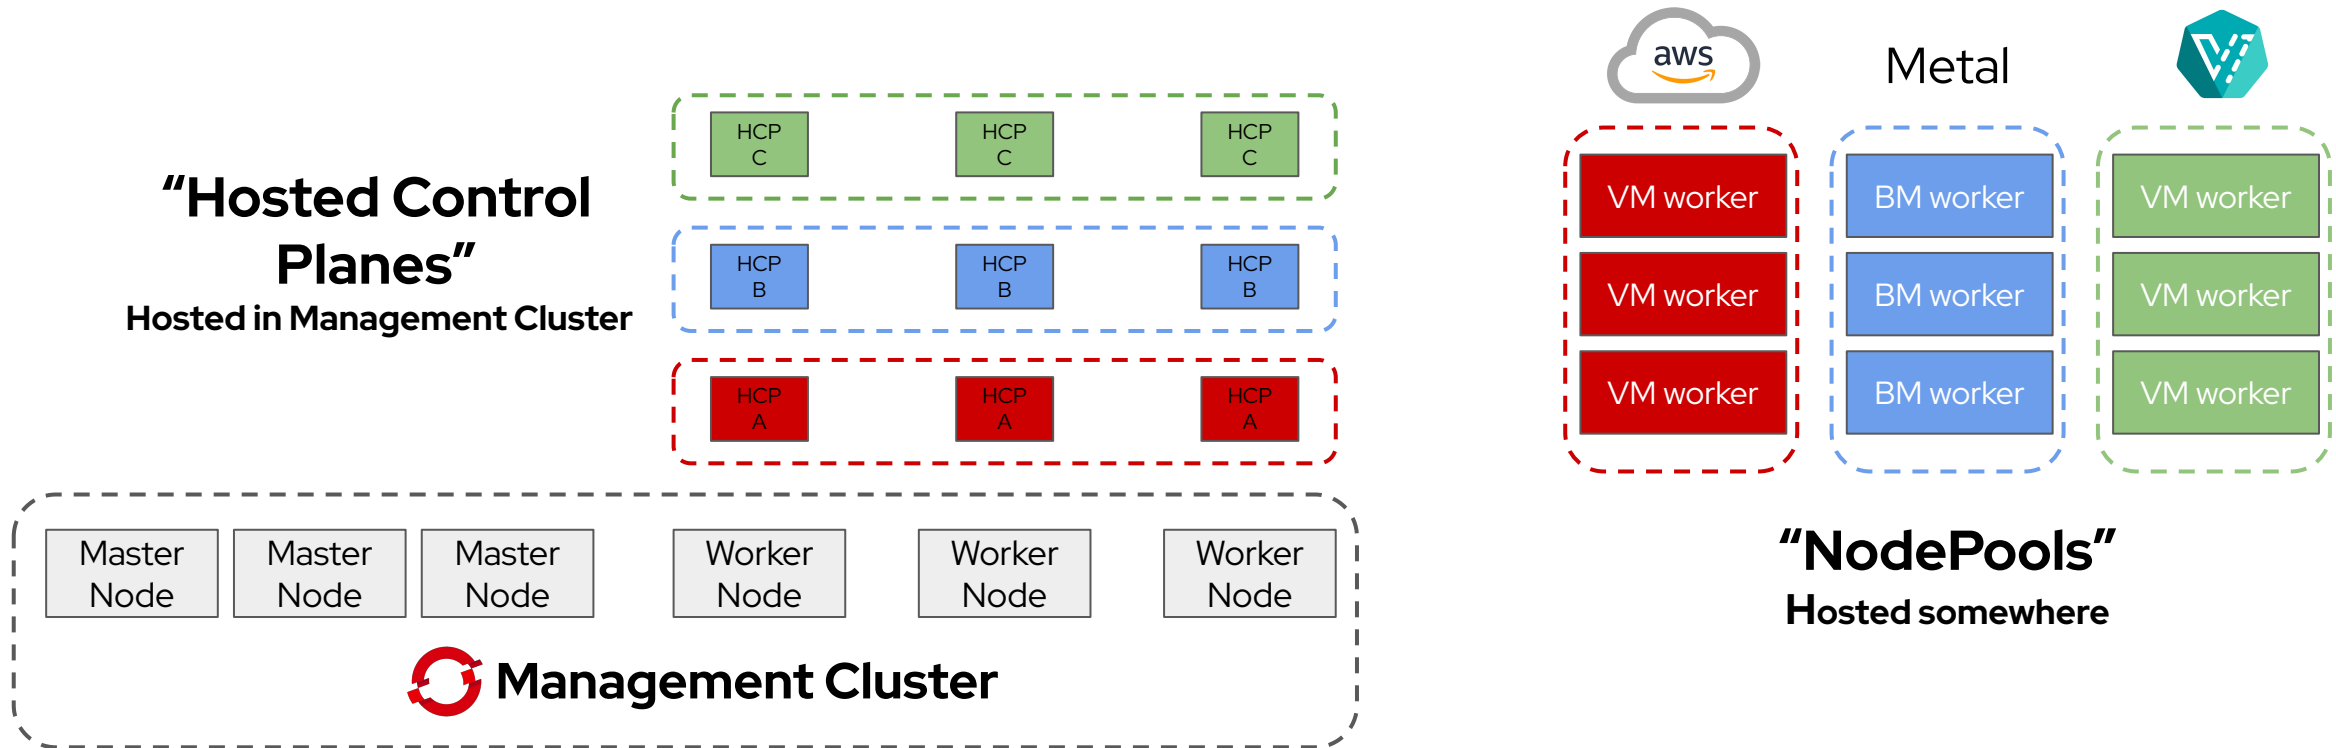 “Hosted Control
Planes”
Hosted in Management Cluster
HCP
C
HCP
C
HCP
C
HCP
B
HCP
B
HCP
B
HCP
A
HCP
A
HCP
A
Master
Node
Master
Node
Master
Node
Worker
Node
Worker
Node
Worker
Node
Management Cluster
aws
Metal
VM worker
VM worker
VM worker
BM worker
BM worker
BM worker
VM worker
VM worker
VM worker
“NodePools”
Hosted somewhere